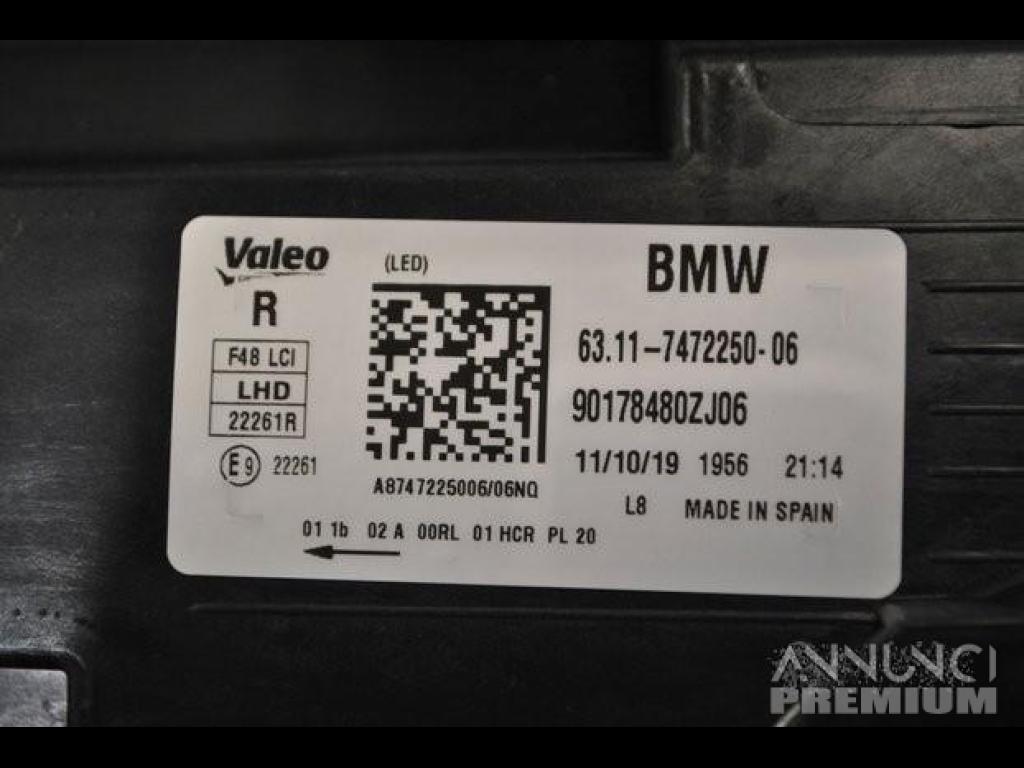 Valeo
(LED)
BMW
R
F48 LCI
LHD
22261R
E9 22261
63.11-7472250-06
90178480ZJ06
11/10/19 1956 21:14
A8747225006/06NQ
L8 MADE IN SPAIN
01 1b 02 A 00RL 01 HCR PL 20
ANNUNCI
PREMIUM